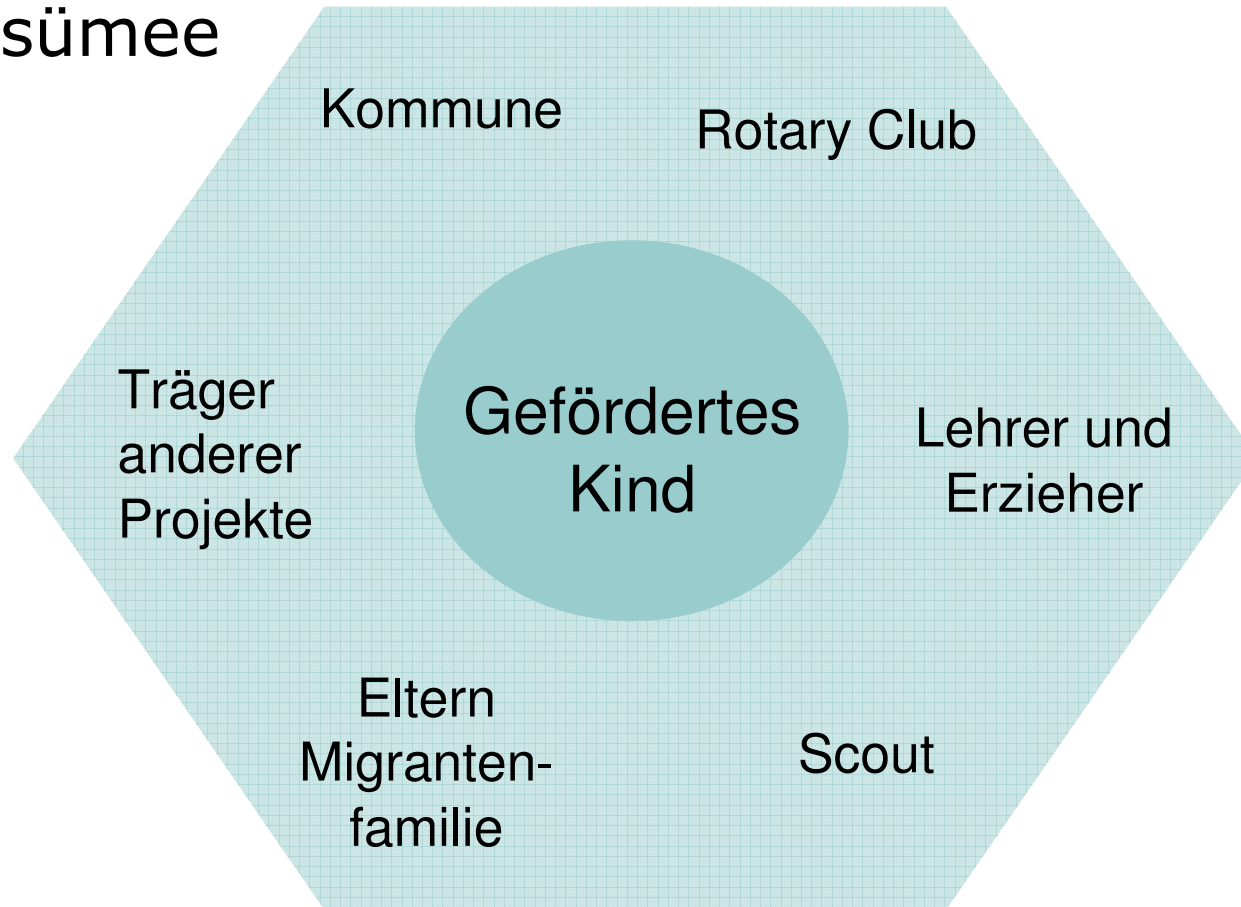 sümee
Kommune
Rotary Club
Träger
anderer
Projekte
Gefördertes
Kind
Lehrer und
Erzieher
Eltern
Migranten-
familie
Scout